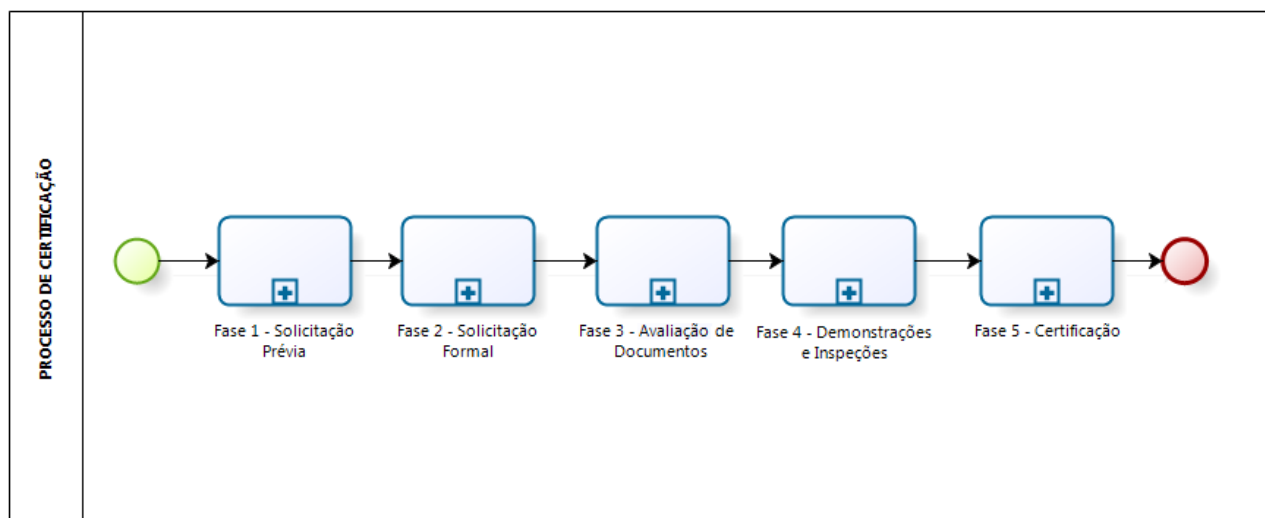 PROCESSO DE CERTIFICAÇÃO
Fase 1 - Solicitação
Prévia
Fase 2 - Solicitação
Formal
Fase 3 - Avaliação de
Documentos
Fase 4 - Demonstrações
e Inspeções
Fase 5 - Certificação